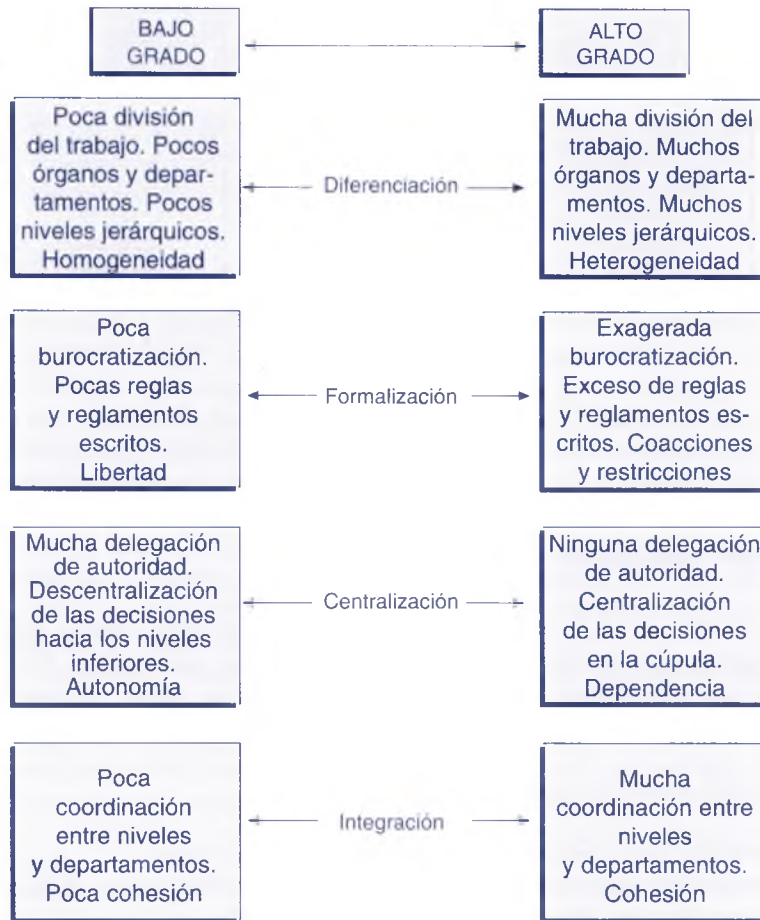 BAJO
GRADO
ALTO
GRADO
Poca división
del trabajo. Pocos
órganos y depar-
tamentos. Pocos
niveles jerárquicos.
Homogeneidad
Diferenciación
Mucha división del
trabajo. Muchos
órganos y departa-
mentos. Muchos
niveles jerárquicos.
Heterogeneidad
Poca
burocratización.
Pocas reglas
y reglamentos
escritos.
Libertad
Formalización
Exagerada
burocratización.
Exceso de reglas
y reglamentos es-
critos. Coacciones
y restricciones
Mucha delegación
de autoridad.
Descentralización
de las decisiones
hacia los niveles
inferiores.
Autonomía
Centralización
Ninguna delegación
de autoridad.
Centralización
de las decisiones
en la cúpula.
Dependencia
Poca
coordinación
entre niveles
y departamentos.
Poca cohesión
Integración
Mucha
coordinación entre
niveles
y departamentos.
Cohesión